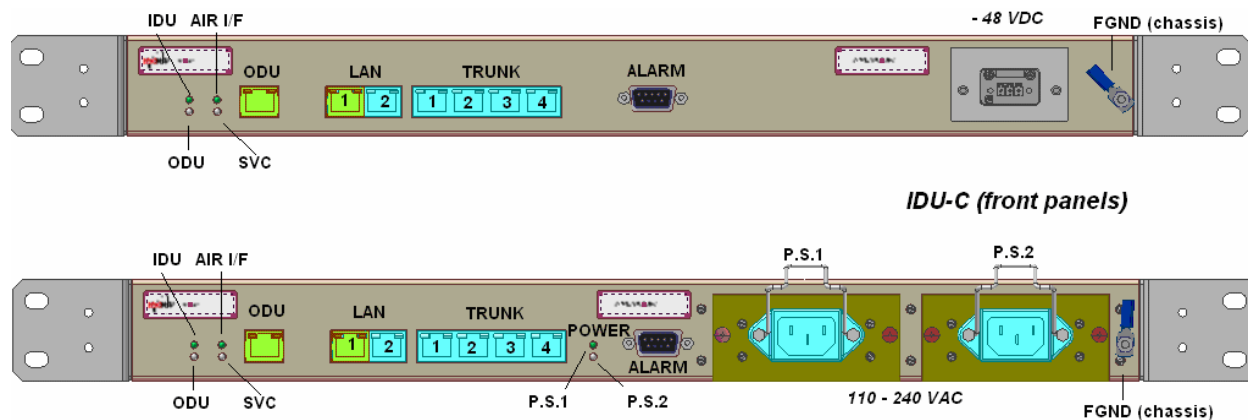 IDU AIR I/F
- 48 VDC
FGND (chassis)
ODU LAN TRUNK ALARM
1 2 1 2 3 4
ODU SVC
IDU-C (front panels)
IDU AIR I/F
P.S.1 P.S.2
ODU LAN TRUNK POWER
1 2 1 2 3 4
ALARM
ODU SVC P.S.1 P.S.2 110 - 240 VAC FGND (chassis)